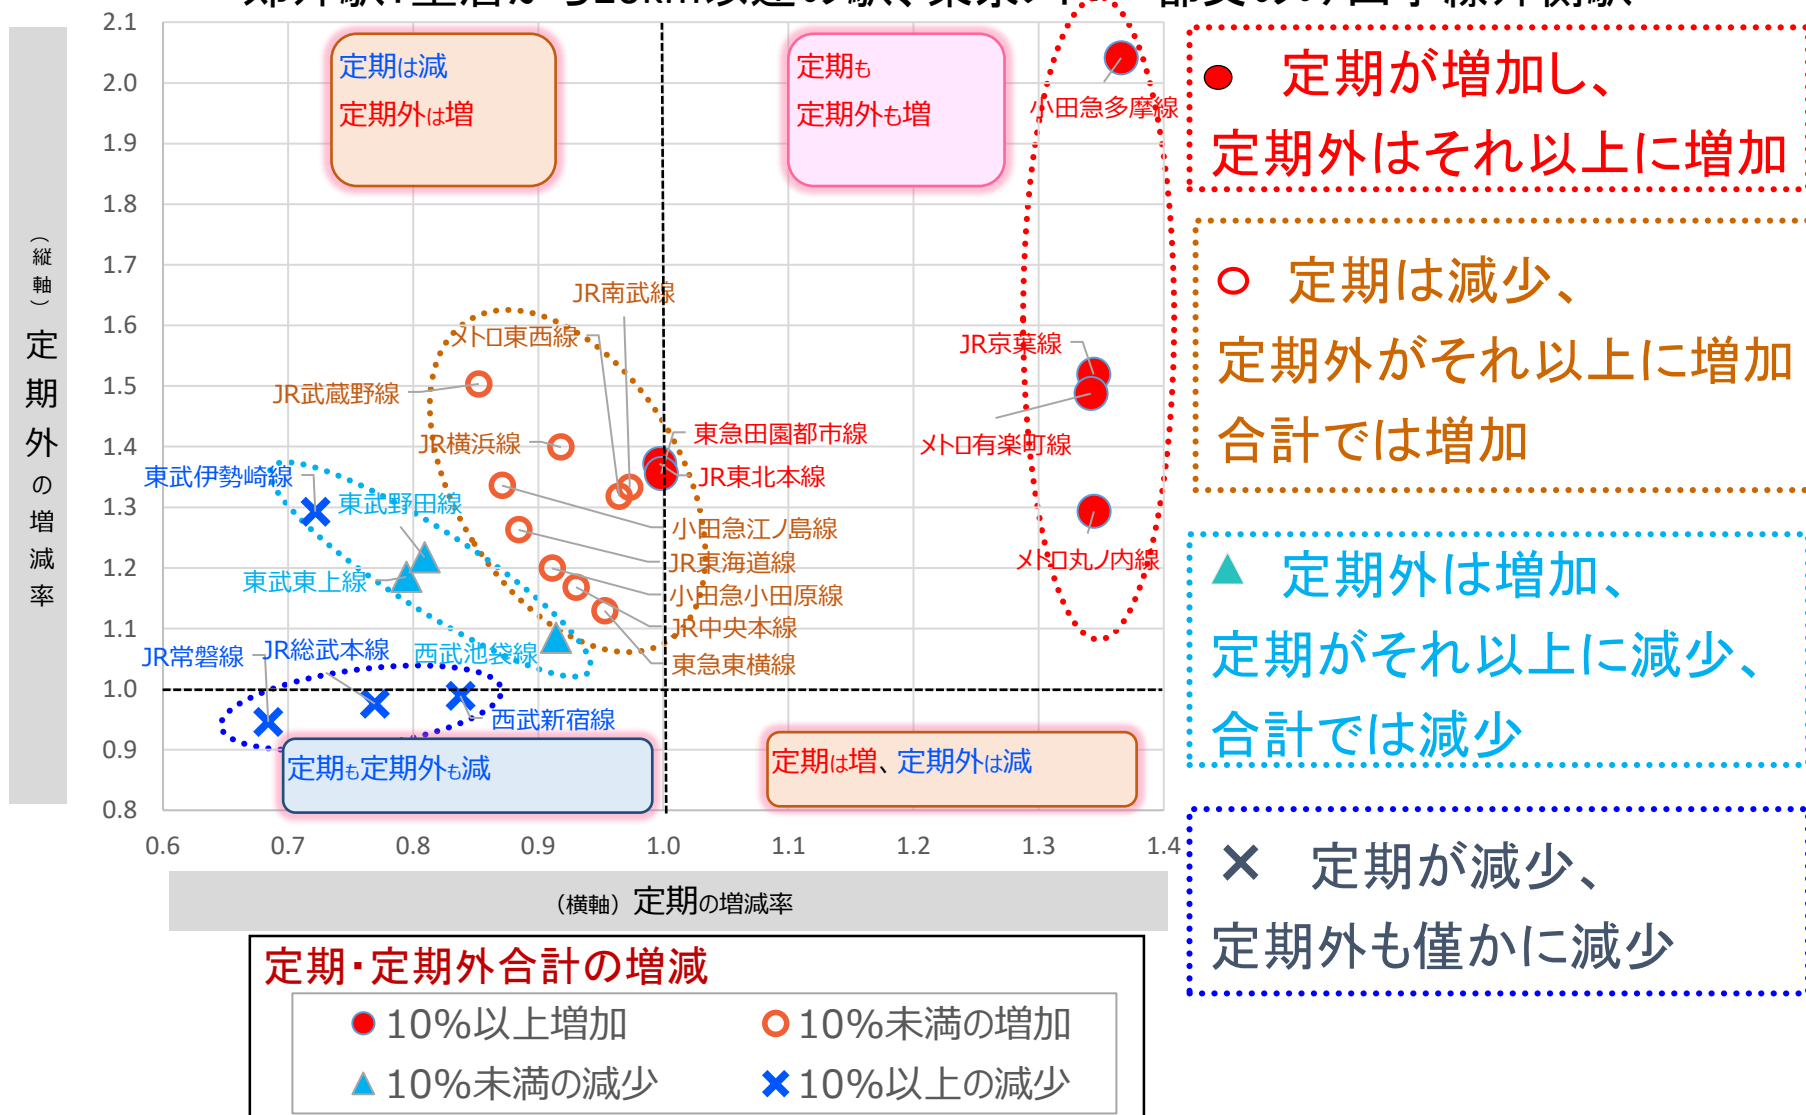 2.1
2.0
1.9
1.8
1.7
1.6
1.5
1.4
1.3
1.2
1.1
1.0
0.9
0.8
(縦軸)定期外の増減率
定期は減
定期外は増
定期も
定期外も増
小田急多摩線
JR南武線
メトロ東西線
JR京葉線
JR武蔵野線
JR横浜線
東急田園都市線
メトロ有楽町線
東武伊勢崎線
JR東北本線
東武野田線
小田急江ノ島線
JR東海道線
メトロ丸ノ内線
東武東上線
小田急小田原線
JR中央本線
JR常磐線
JR総武本線
西武池袋線
東急東横線
西武新宿線
定期も定期外も減
定期は増、定期外は減
0.6 0.7 0.8 0.9 1.0 1.1 1.2 1.3 1.4
(横軸)定期の増減率
定期・定期外合計の増減
10%以上増加
10%未満の増加
10%未満の減少
10%以上の減少
定期が増加し、
定期外はそれ以上に増加
定期は減少、
定期外がそれ以上に増加
合計では増加
定期外は増加、
定期がそれ以上に減少、
合計では減少
定期が減少、
定期外も僅かに減少